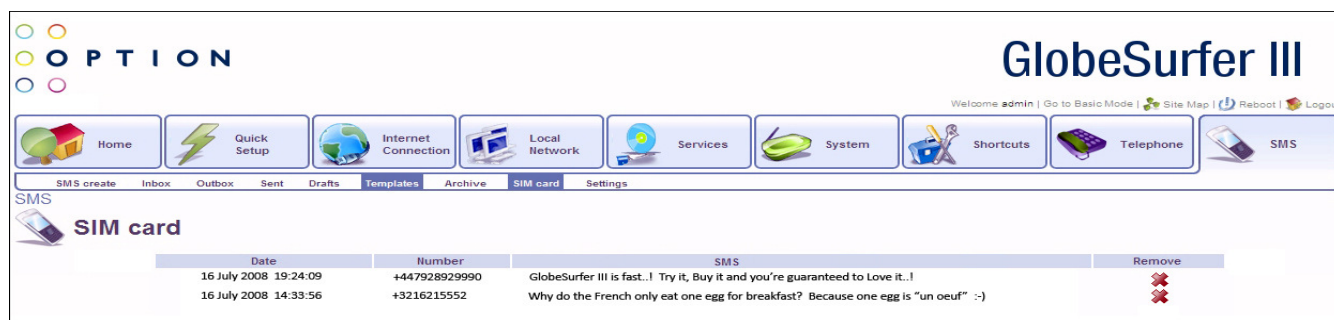 OPTION
GlobeSurfer III
Welcome admin | Go to Basic Mode | Site Map | Reboot | Logou
Home Quick Setup Internet Connection Local Network Services System Shortcuts Telephone SMS
SMS create Inbox Outbox Sent Drafts Templates Archive SIM card Settings
SMS
SIM card
Date Number SMS Remove
16 July 2008 19:24:09 +447928929990 GlobeSurfer III is fast..! Try it, Buy it and you're guaranteed to Love it..!
16 July 2008 14:33:56 +3216215552 Why do the French only eat one egg for breakfast? Because one egg is "un oeuf" :-)